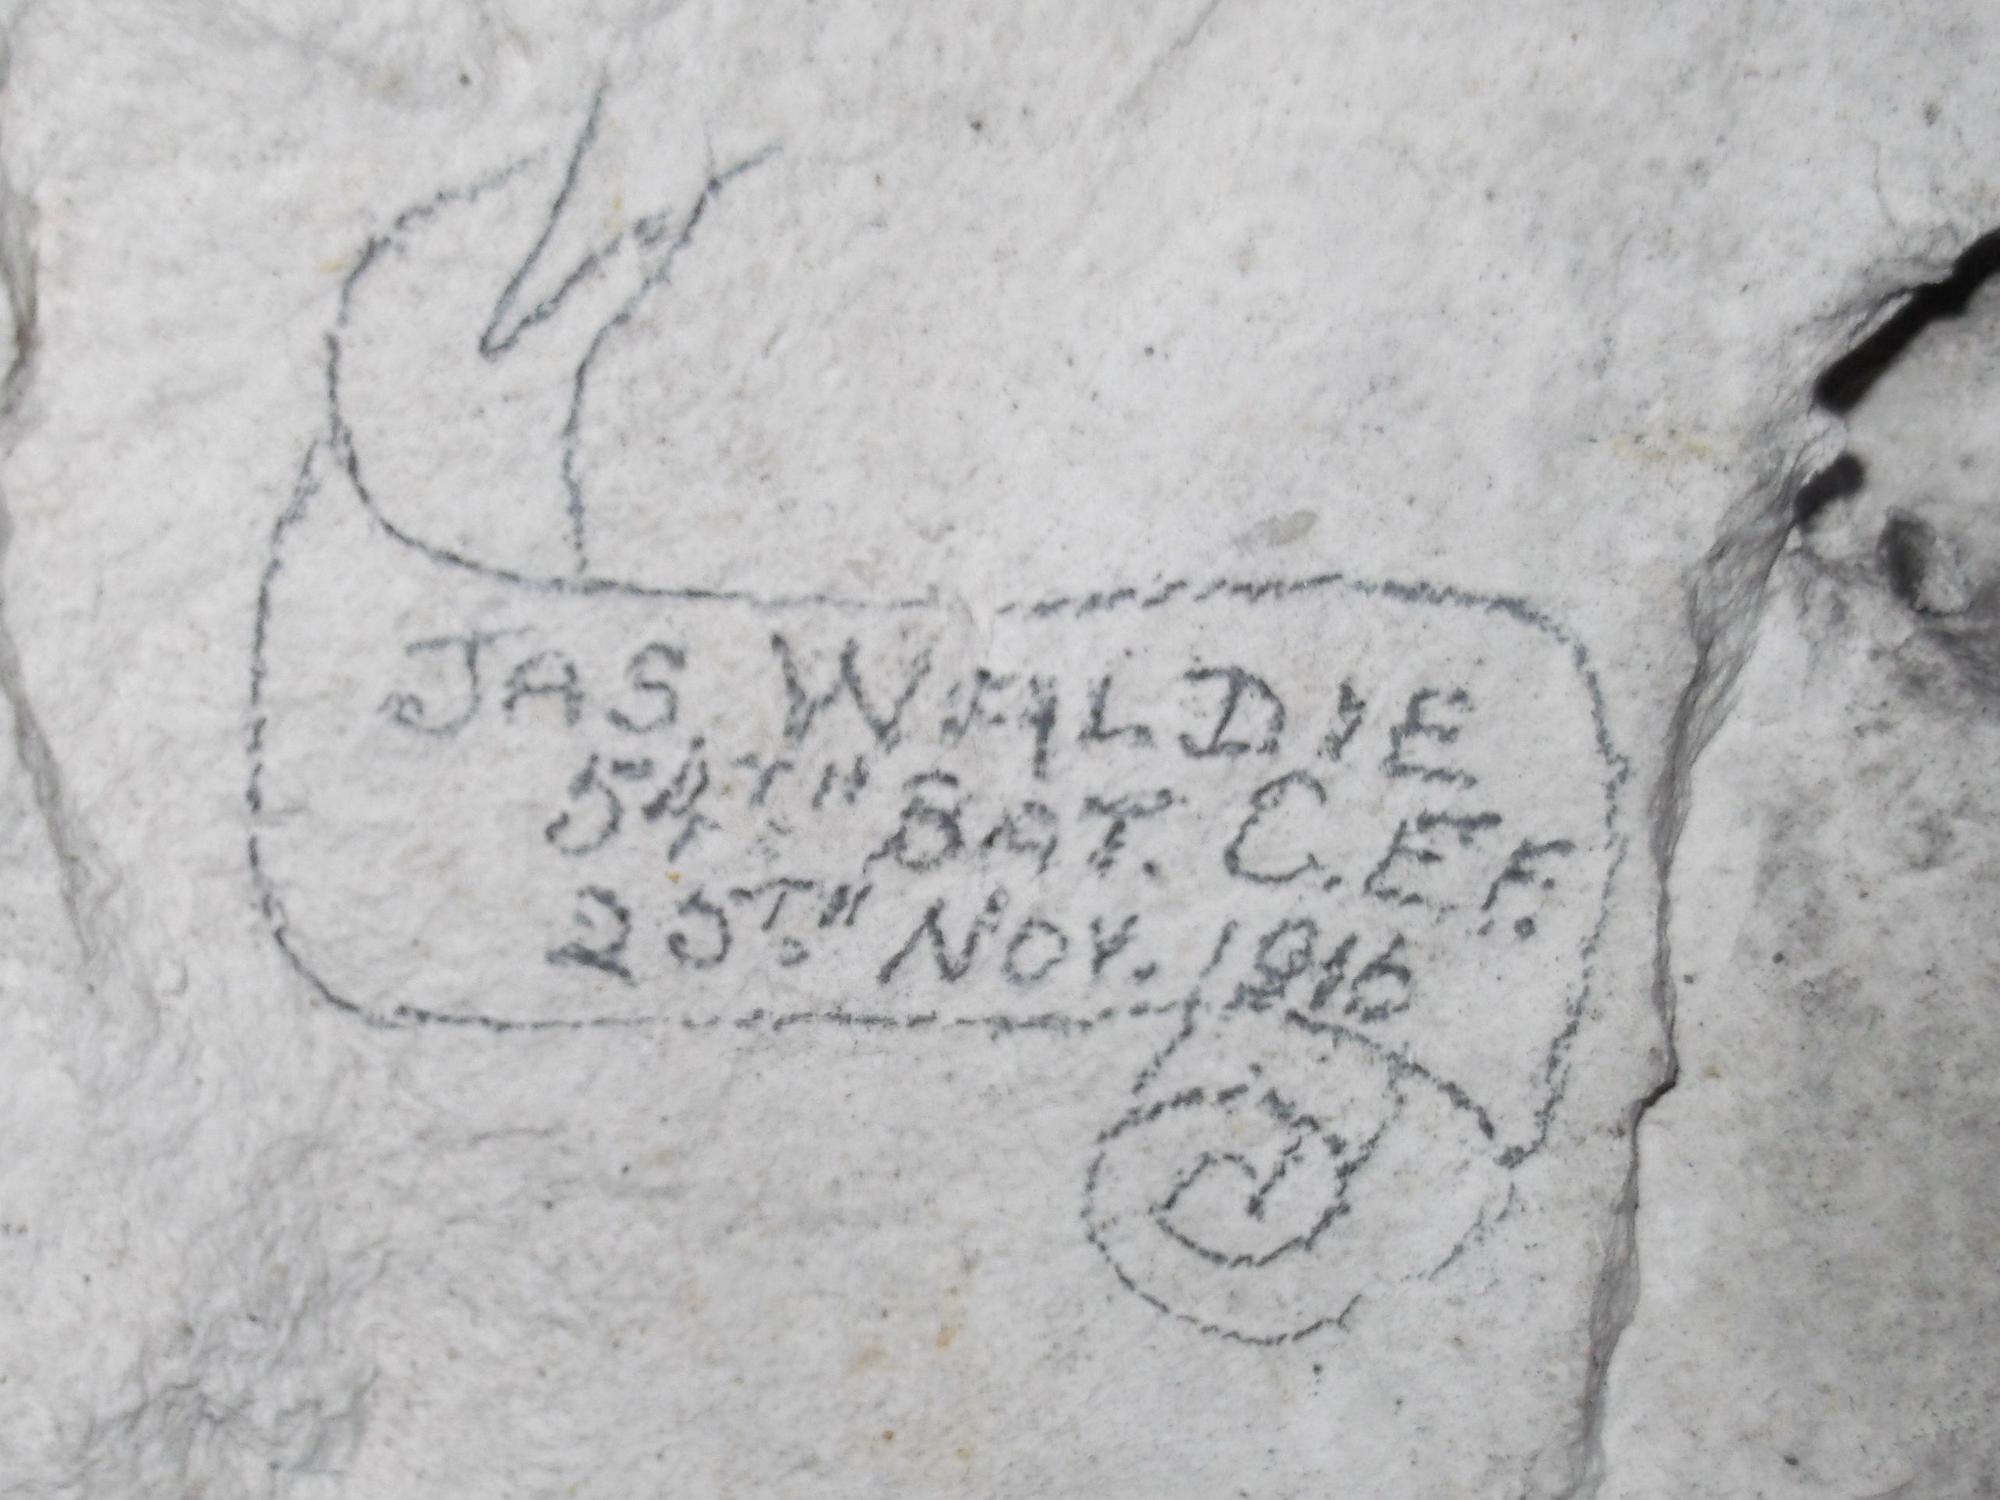 JAS. WALDIE
54TH BAT. C.E.F.
25TH NOV. 1916